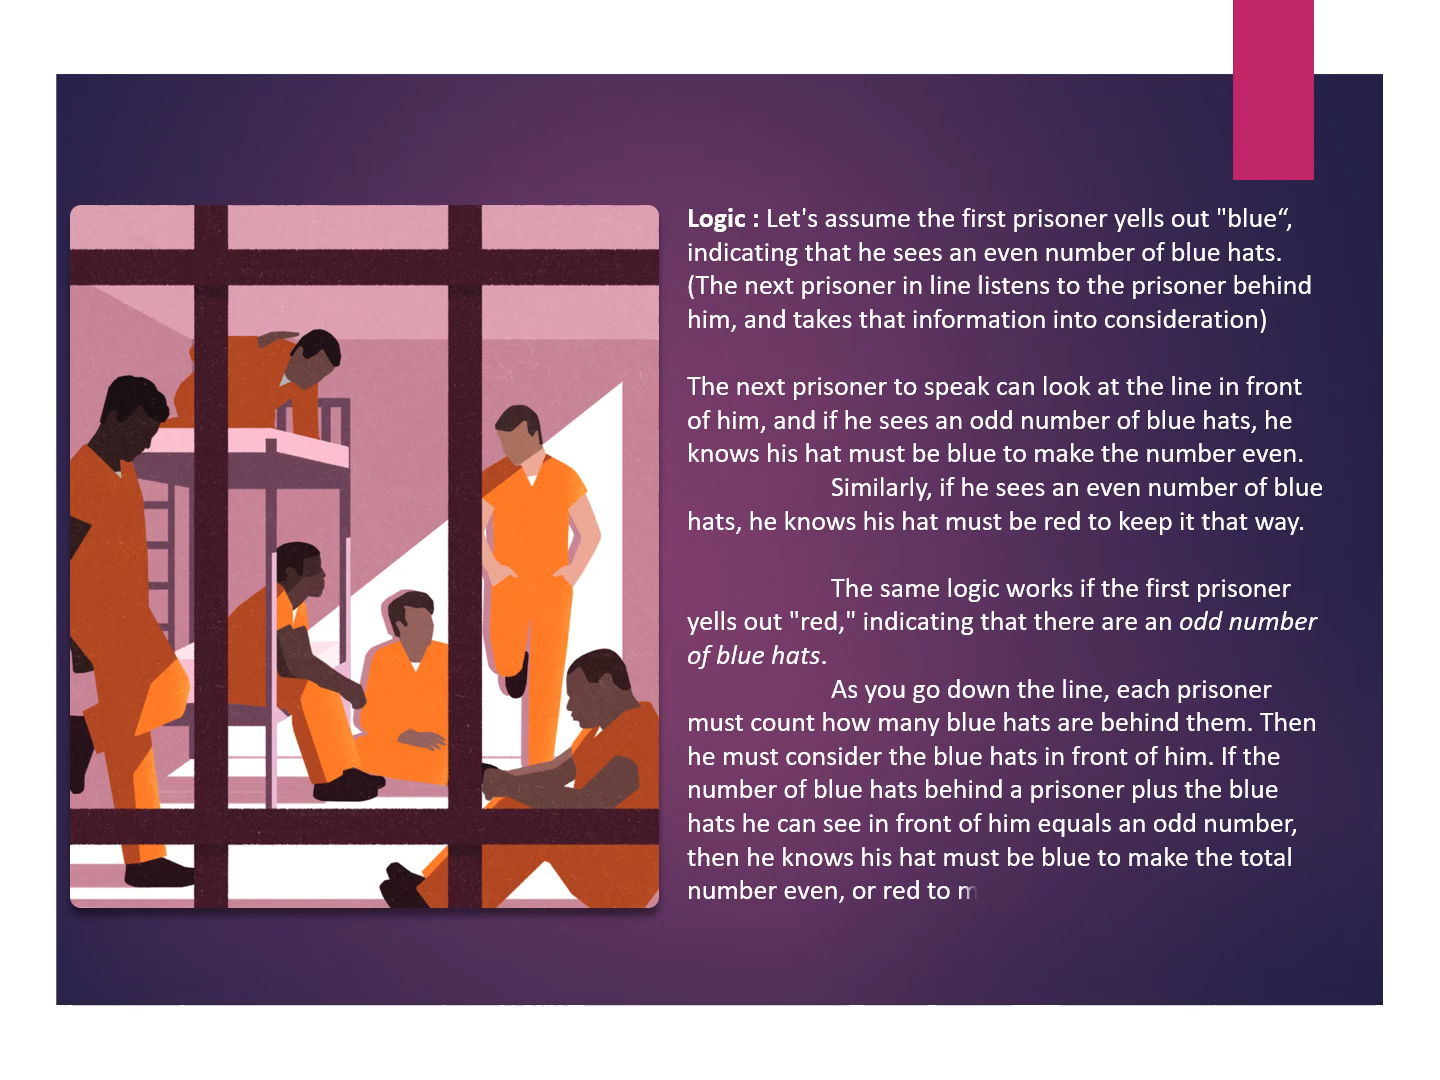 Logic : Let's assume the first prisoner yells out "blue“,
indicating that he sees an even number of blue hats.
(The next prisoner in line listens to the prisoner behind
him, and takes that information into consideration)
The next prisoner to speak can look at the line in front
of him, and if he sees an odd number of blue hats, he
knows his hat must be blue to make the number even.
Similarly, if he sees an even number of blue
hats, he knows his hat must be red to keep it that way.
The same logic works if the first prisoner
yells out "red," indicating that there are an odd number
of blue hats.
As you go down the line, each prisoner
must count how many blue hats are behind them. Then
he must consider the blue hats in front of him. If the
number of blue hats behind a prisoner plus the blue
hats he can see in front of him equals an odd number,
then he knows his hat must be blue to make the total
number even, or red to